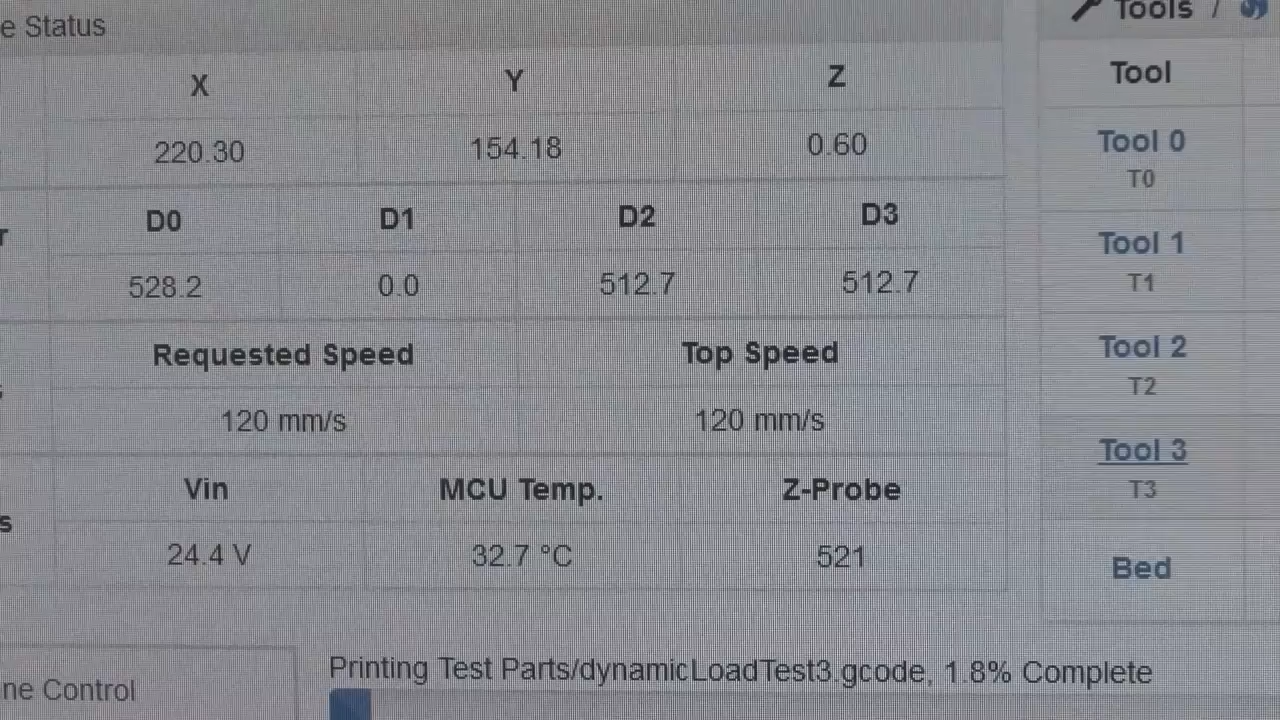 e Status
Tools /
X Y Z
Tool
220.30 154.18 0.60
Tool 0
T0
r D0 D1 D2 D3
Tool 1
528.2 0.0 512.7 512.7
T1
Requested Speed Top Speed
Tool 2
T2
120 mm/s 120 mm/s
Tool 3
T3
Vin MCU Temp. Z-Probe
s
24.4 V 32.7 °C 521
Bed
Printing Test Parts/dynamicLoadTest3.gcode, 1.8% Complete
ne Control